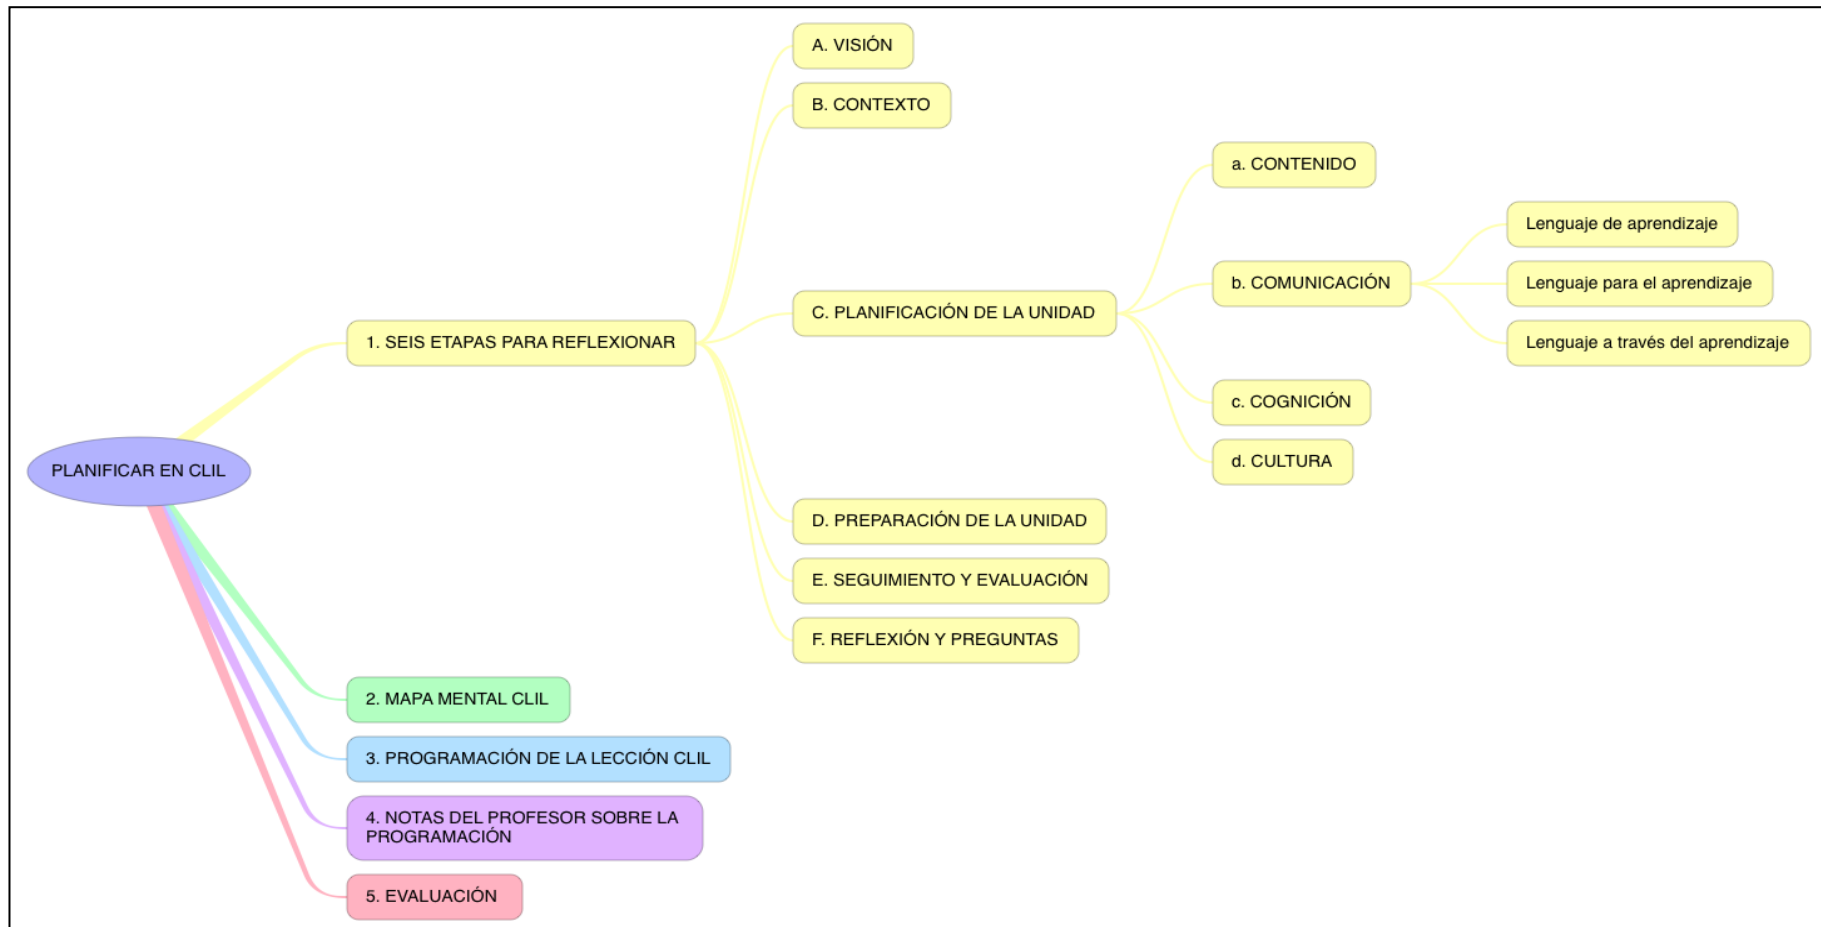 PLANIFICAR EN CLIL
1. SEIS ETAPAS PARA REFLEXIONAR
A. VISIÓN
B. CONTEXTO
C. PLANIFICACIÓN DE LA UNIDAD
a. CONTENIDO
b. COMUNICACIÓN
Lenguaje de aprendizaje
Lenguaje para el aprendizaje
Lenguaje a través del aprendizaje
c. COGNICIÓN
d. CULTURA
D. PREPARACIÓN DE LA UNIDAD
E. SEGUIMIENTO Y EVALUACIÓN
F. REFLEXIÓN Y PREGUNTAS
2. MAPA MENTAL CLIL
3. PROGRAMACIÓN DE LA LECCIÓN CLIL
4. NOTAS DEL PROFESOR SOBRE LA
PROGRAMACIÓN
5. EVALUACIÓN